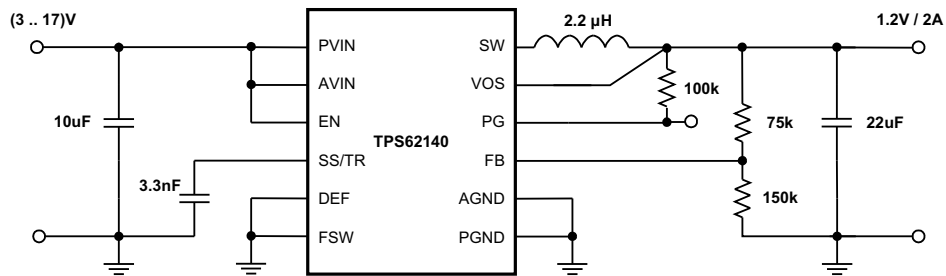 (3 .. 17)V
2.2 µH
1.2V / 2A
PVIN
SW
AVIN
VOS
100k
10uF
EN
PG
75k
22uF
TPS62140
SS/TR
FB
3.3nF
DEF
AGND
150k
FSW
PGND